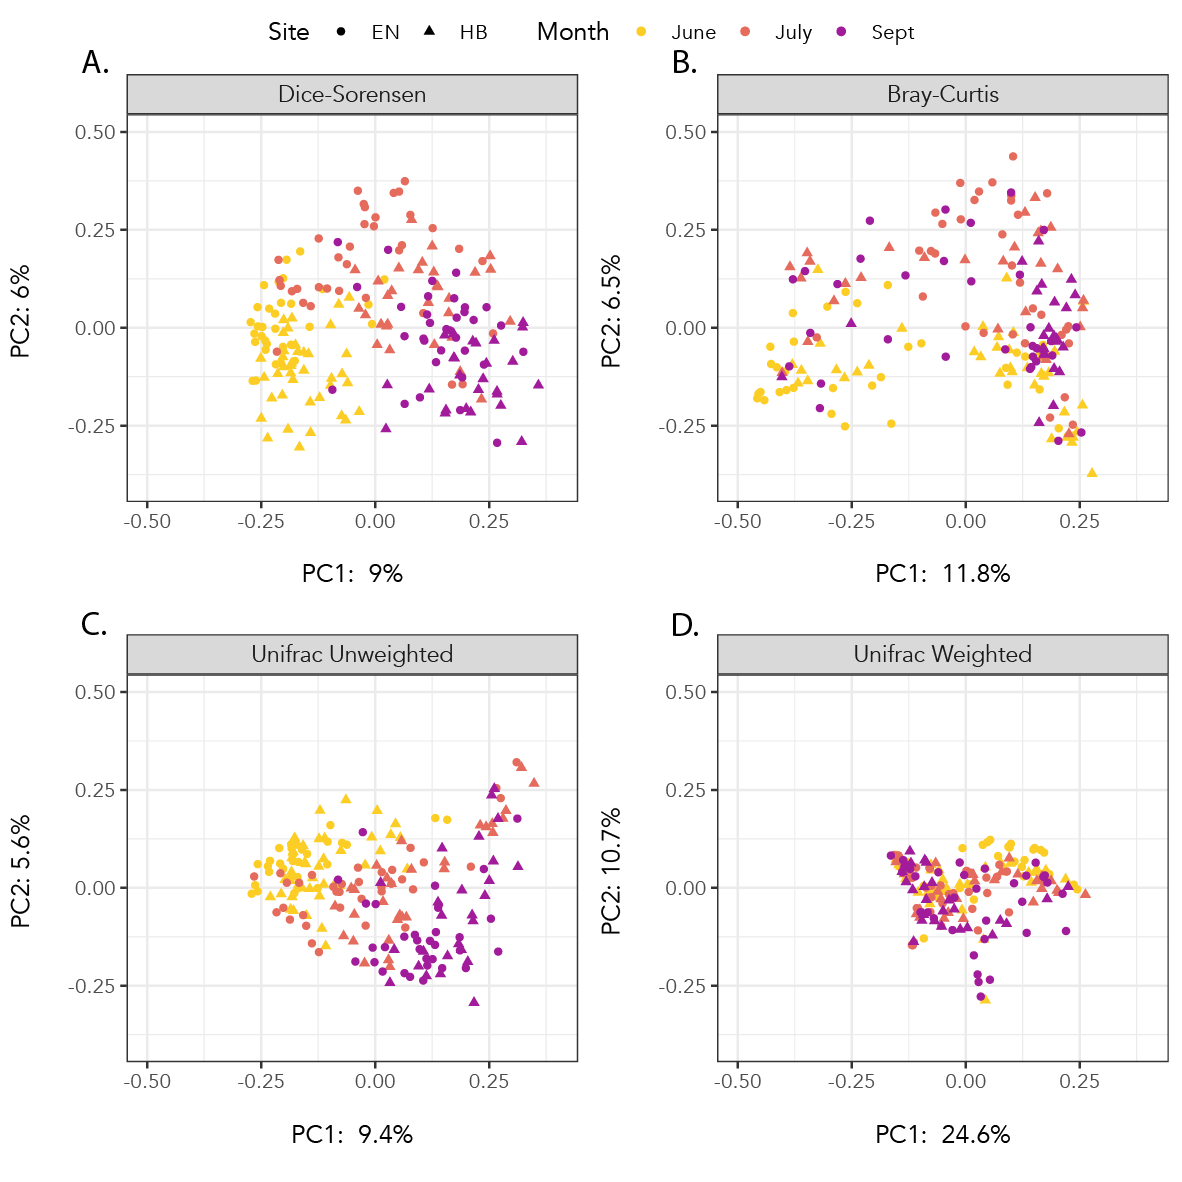 Site EN HB Month June July Sept
A.
Dice-Sorensen
0.50
0.25
0.00
-0.25
PC2: 6%
-0.50 -0.25 0.00 0.25
PC1: 9%
B.
Bray-Curtis
0.50
0.25
0.00
-0.25
PC2: 6.5%
-0.50 -0.25 0.00 0.25
PC1: 11.8%
C.
Unifrac Unweighted
0.50
0.25
0.00
-0.25
PC2: 5.6%
-0.50 -0.25 0.00 0.25
PC1: 9.4%
D.
Unifrac Weighted
0.50
0.25
0.00
-0.25
PC2: 10.7%
-0.50 -0.25 0.00 0.25
PC1: 24.6%